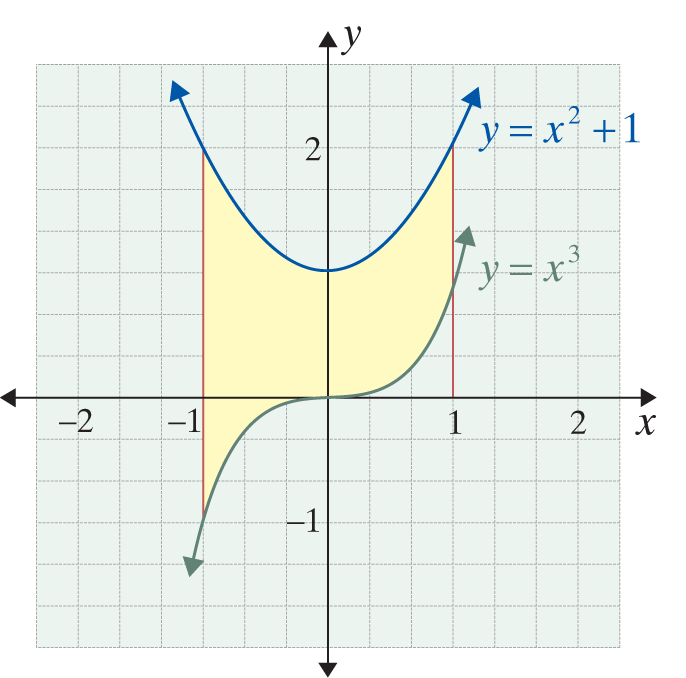 y
y = x² + 1
2
y = x³
–2
–1
1
2
x
–1